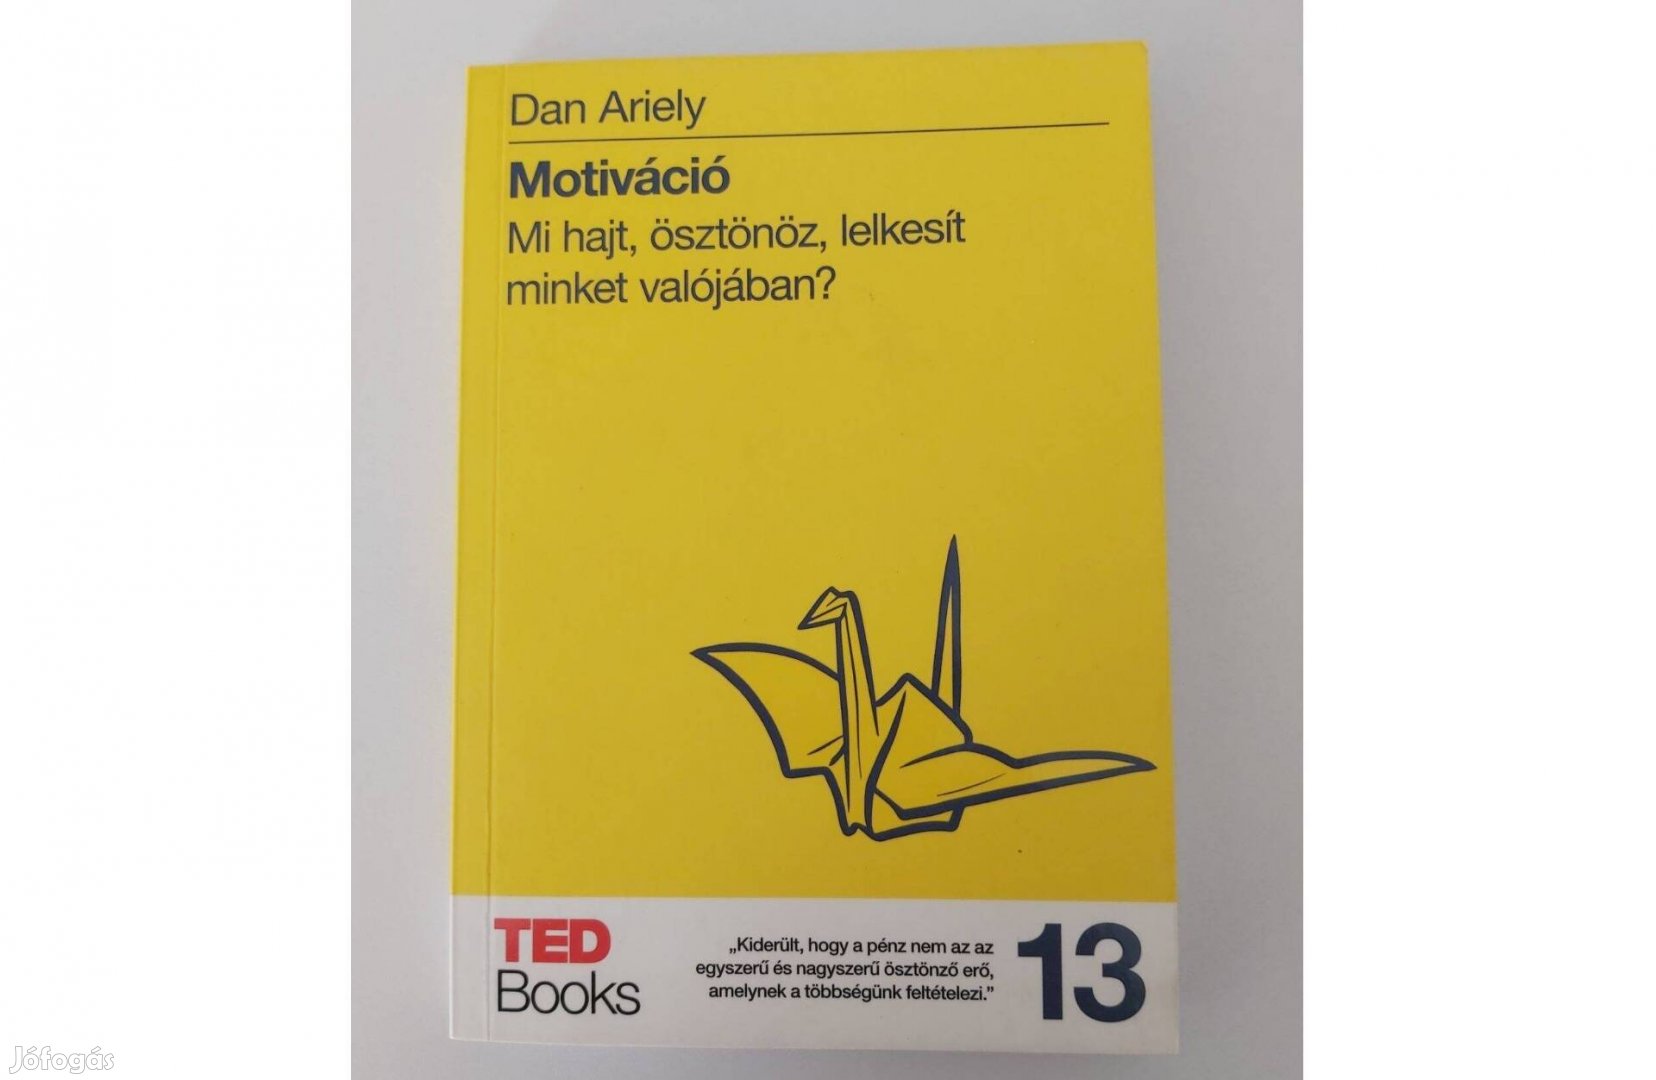 Dan Ariely
Motiváció
Mi hajt, ösztönöz, lelkesít
minket valójában?
TED
Books
„Kiderült, hogy a pénz nem az az
egyszerű és nagyszerű ösztönző erő,
amelynek a többségünk feltételezi.”
13
Jófogás